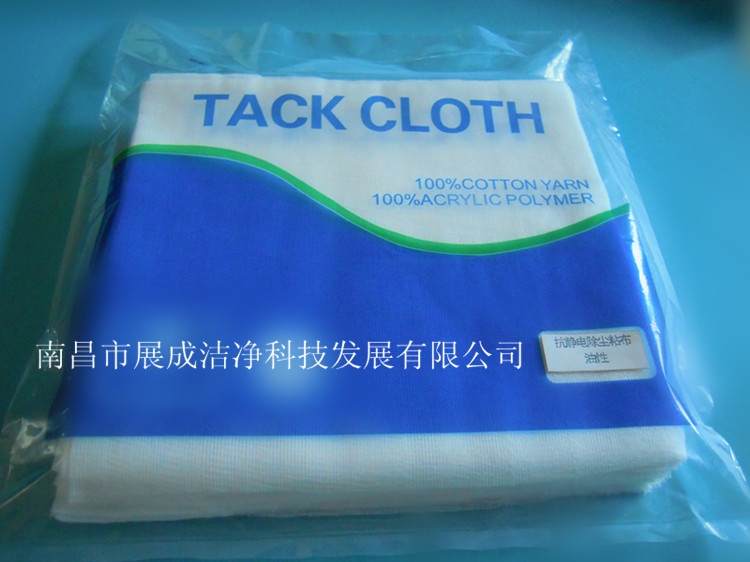 TACK CLOTH
100%COTTON YARN
100%ACRYLIC POLYMER
南昌市展成洁净科技发展有限公司
抗静电除尘粘布
油性